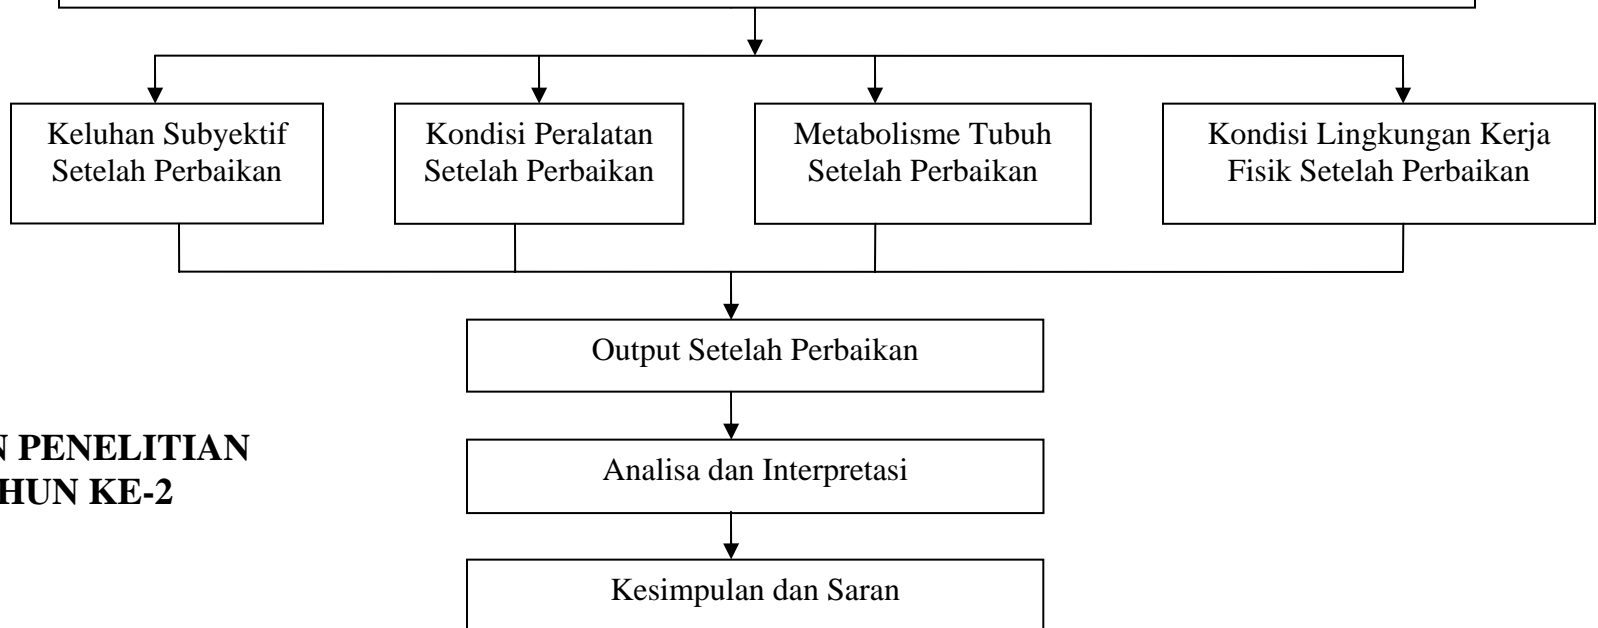 Keluhan Subyektif
Setelah Perbaikan
Kondisi Peralatan
Setelah Perbaikan
Metabolisme Tubuh
Setelah Perbaikan
Kondisi Lingkungan Kerja
Fisik Setelah Perbaikan
Output Setelah Perbaikan
N PENELITIAN
HUN KE-2
Analisa dan Interpretasi
Kesimpulan dan Saran